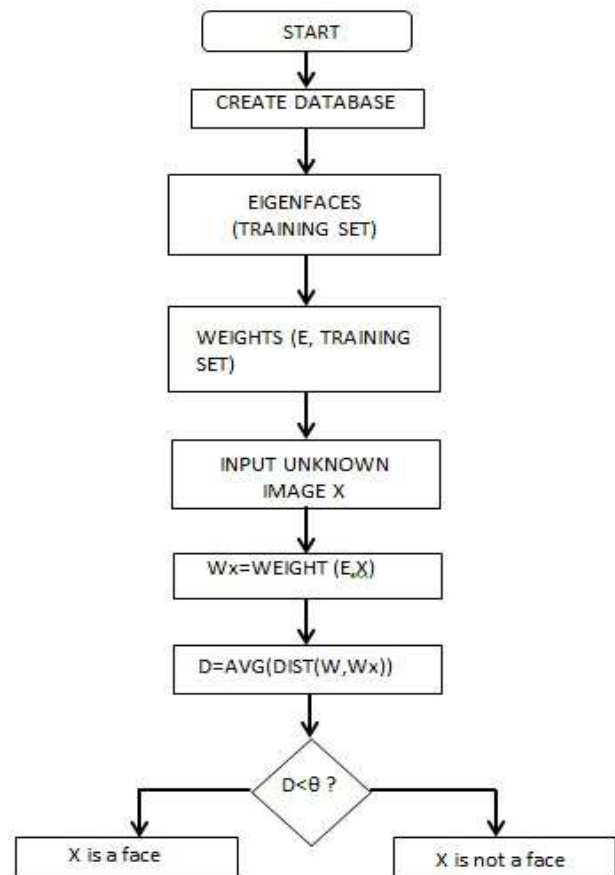 START
CREATE DATABASE
EIGENFACES
(TRAINING SET)
WEIGHTS (E, TRAINING
SET)
INPUT UNKNOWN
IMAGE X
Wx=WEIGHT (E,X)
D=AVG(DIST(W,Wx))
D<θ ?
X is a face
X is not a face